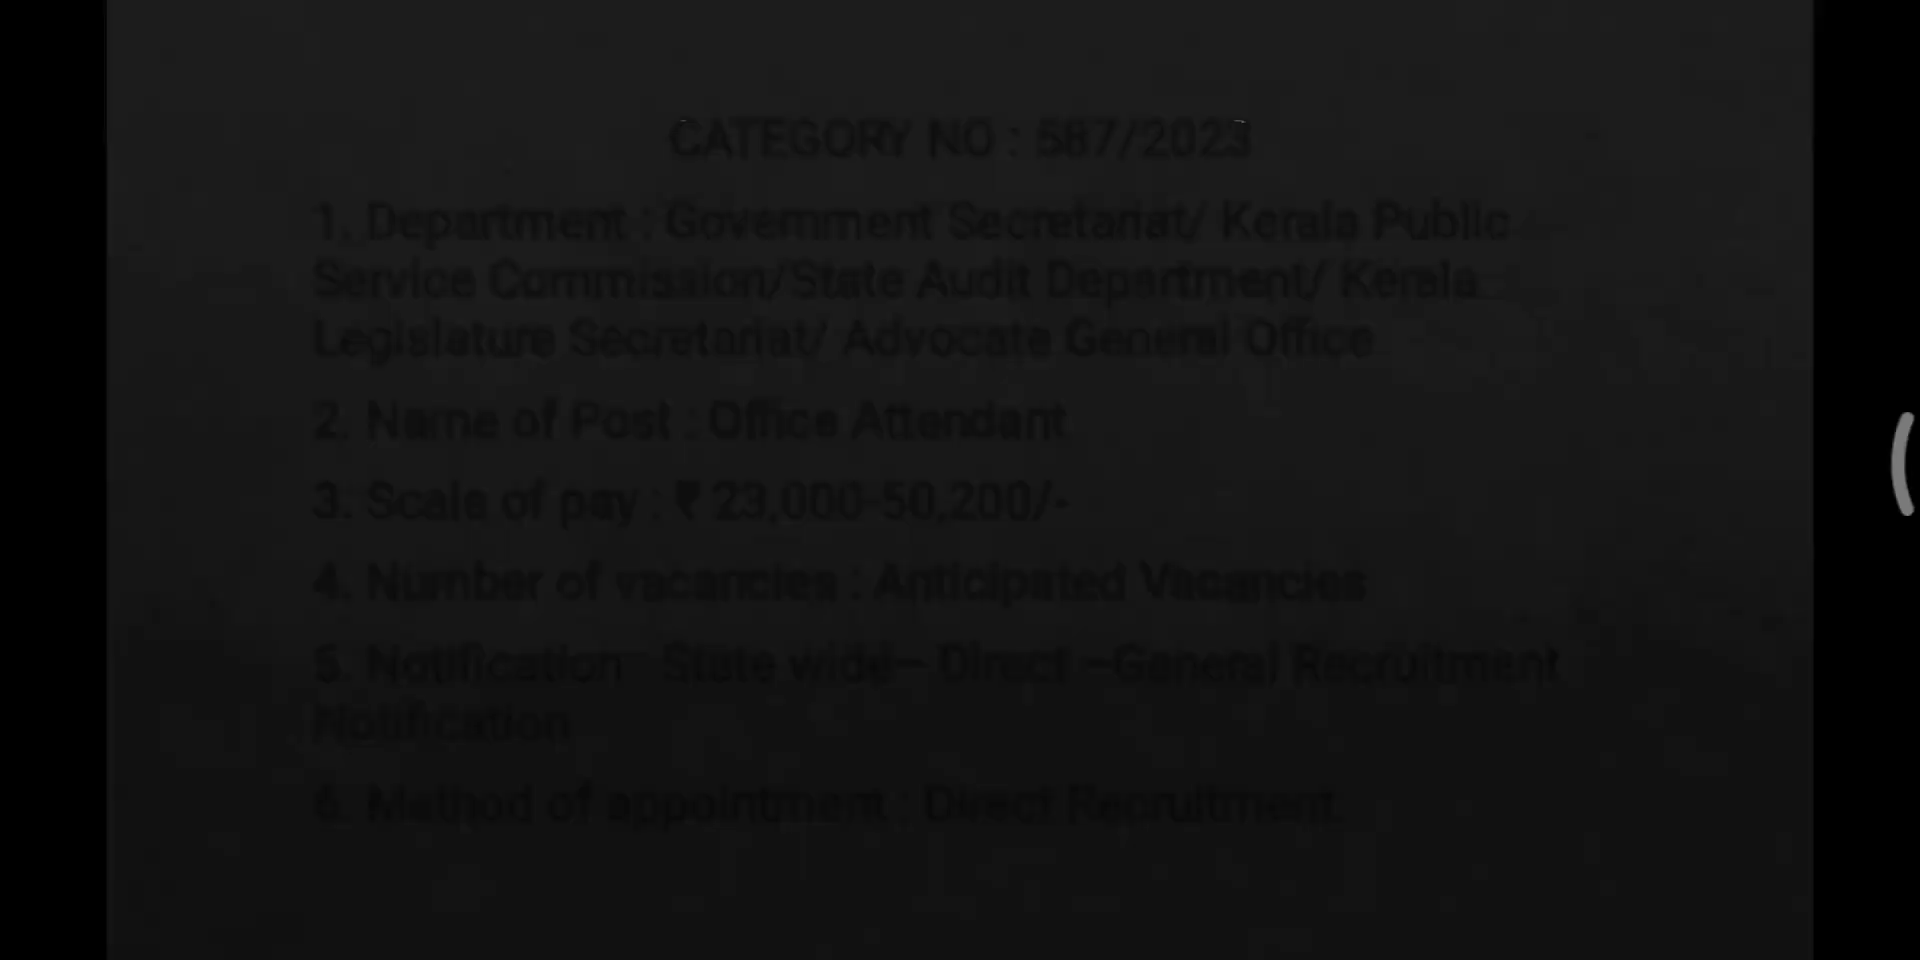 CATEGORY NO : 587/2023
1. Department : Government Secretariat/ Kerala Public
Service Commission/State Audit Department/ Kerala
Legislature Secretariat/ Advocate General Office
2. Name of Post : Office Attendant
3. Scale of pay : ₹ 23,000-50,200/-
4. Number of vacancies : Anticipated Vacancies
5. Notification State wide– Direct –General Recruitment
Notification
6. Method of appointment : Direct Recruitment